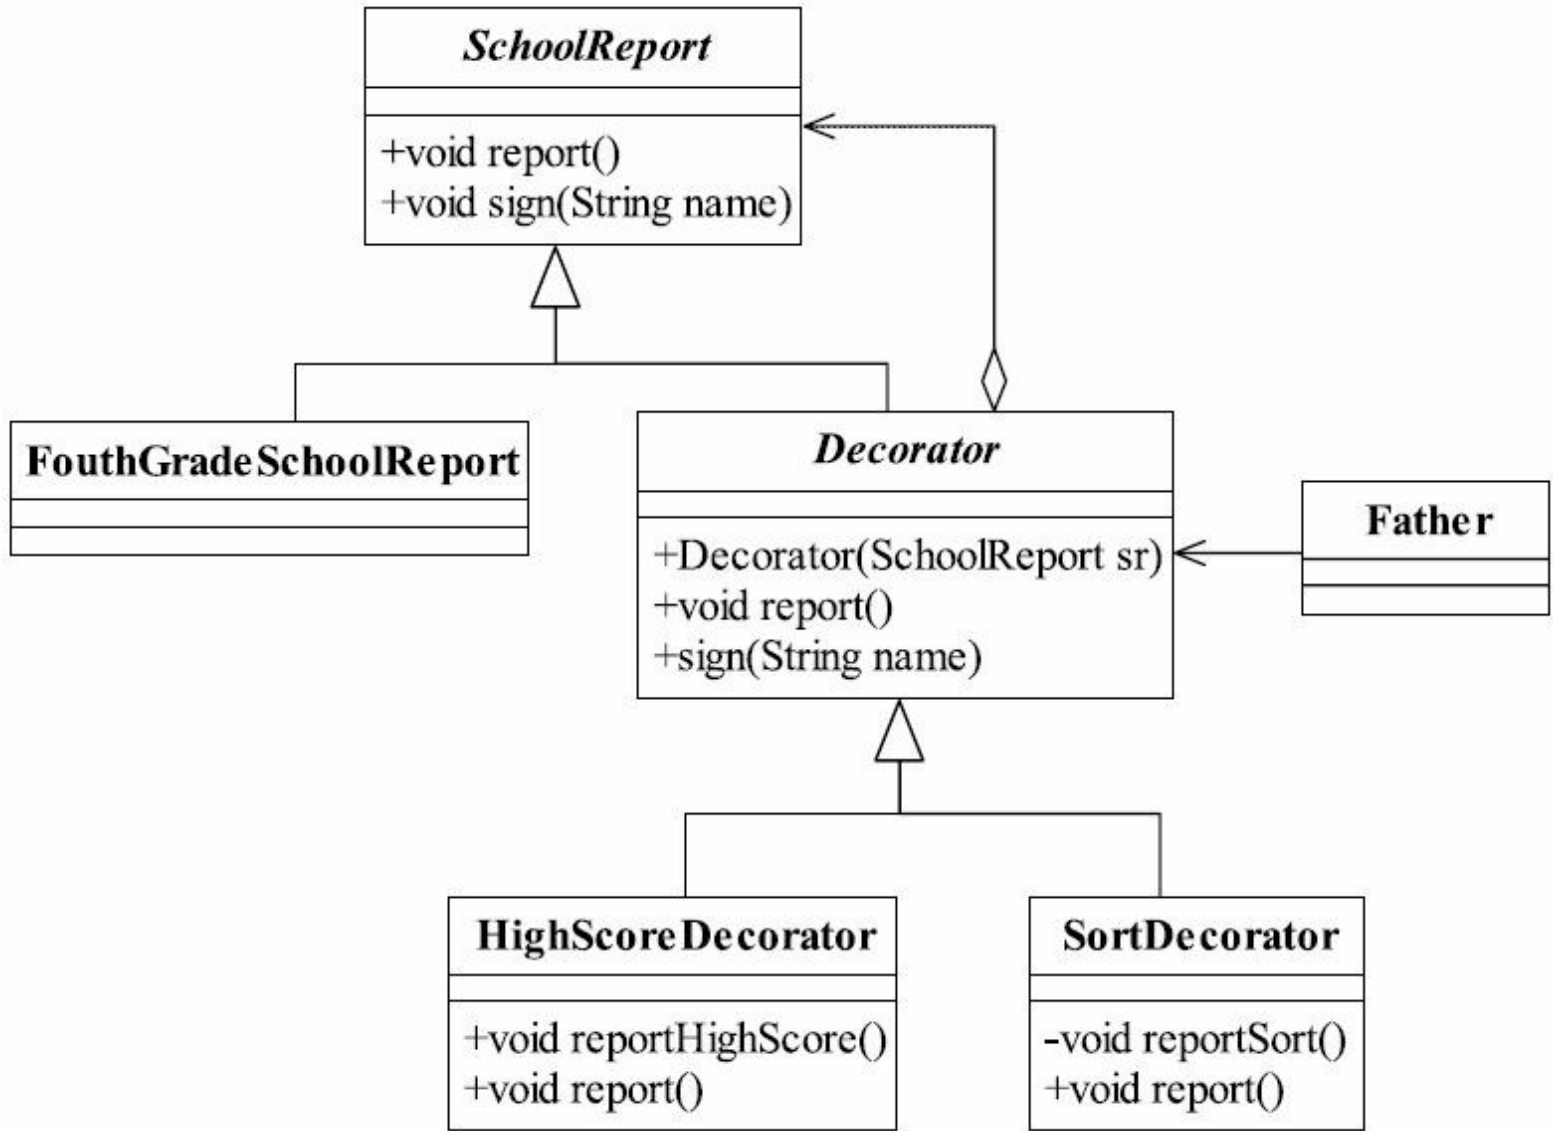 SchoolReport
+void report()
+void sign(String name)
FouthGradeSchoolReport
Decorator
+Decorator(SchoolReport sr)
+void report()
+sign(String name)
Father
HighScoreDecorator
+void reportHighScore()
+void report()
SortDecorator
-void reportSort()
+void report()